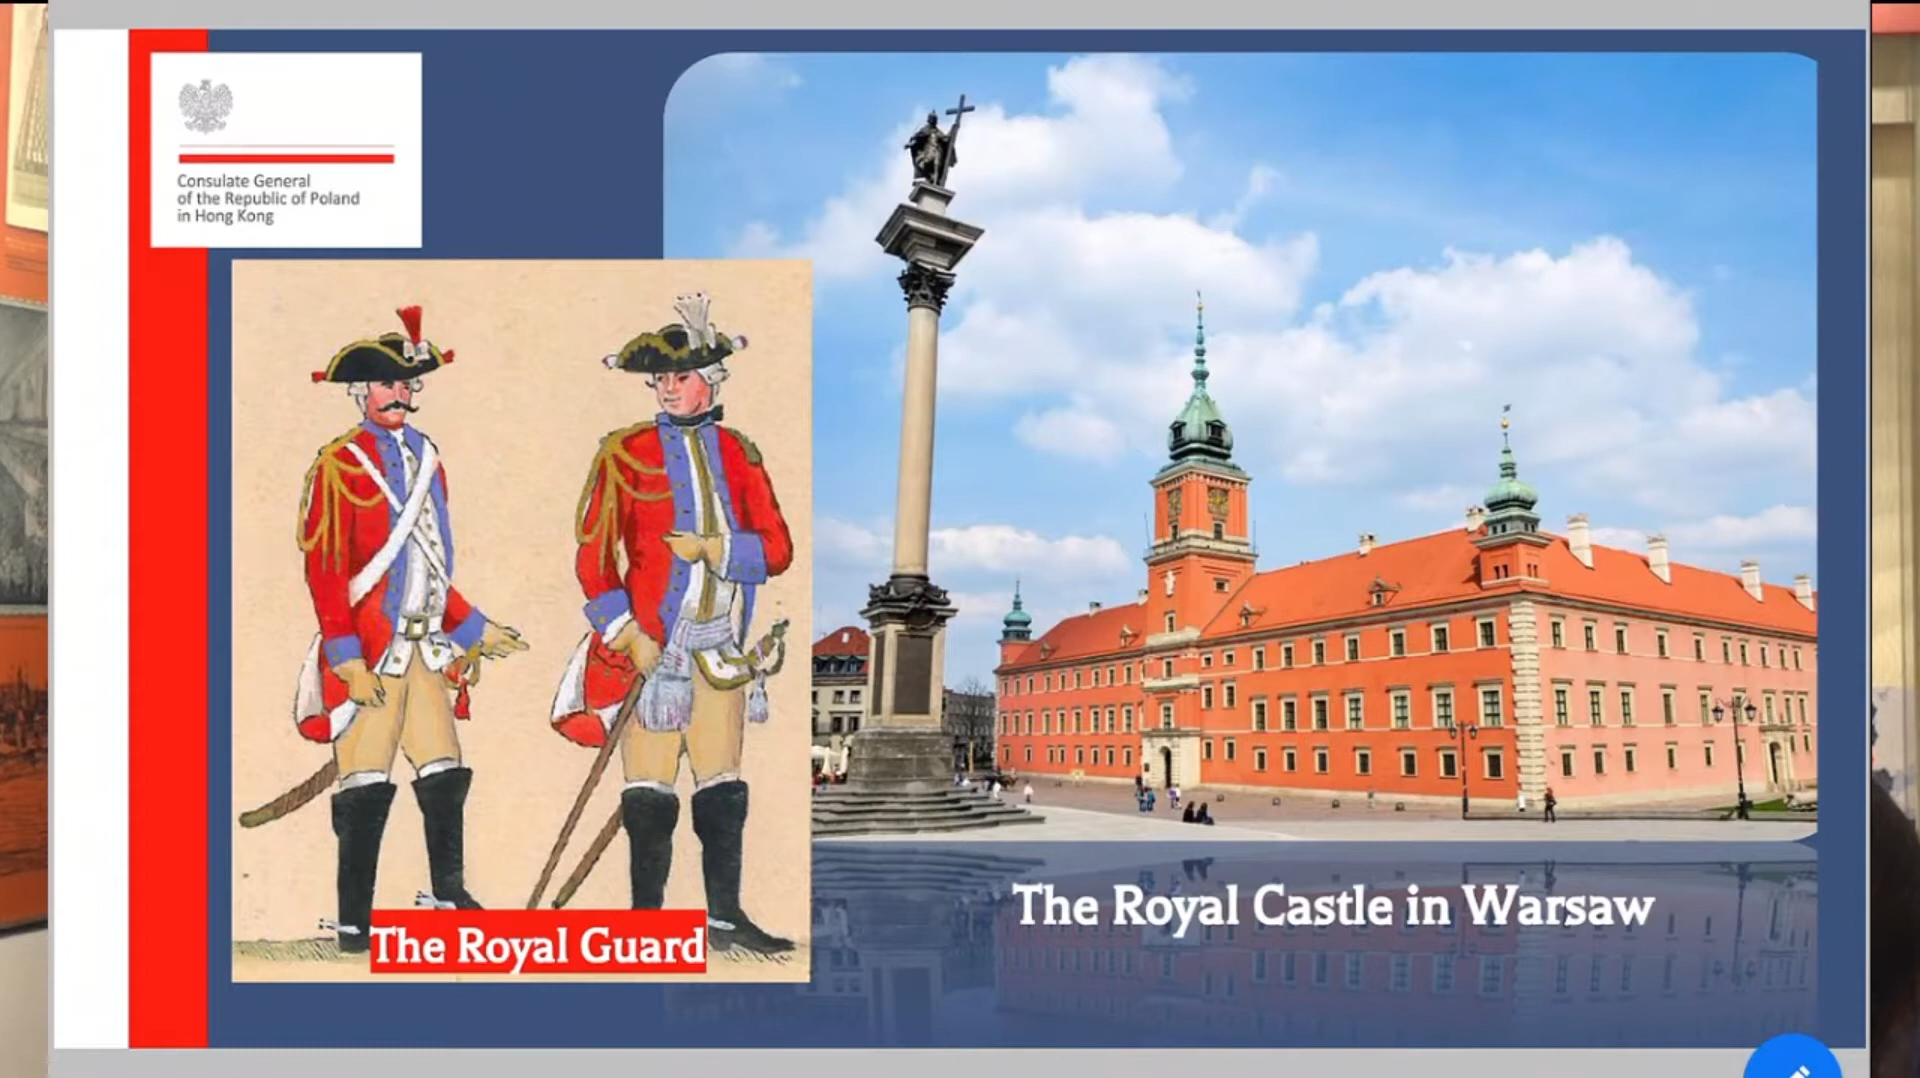 Consulate General
of the Republic of Poland
in Hong Kong
The Royal Guard
The Royal Castle in Warsaw